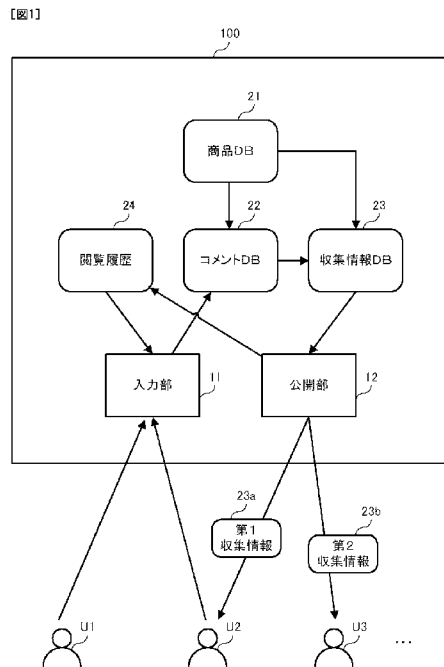 [図1]
100
21
商品DB
24
22
23
閲覧履歴
コメントDB
収集情報DB
入力部
11
公開部
12
23a
第1
収集情報
23b
第2
収集情報
U1
U2
U3
...